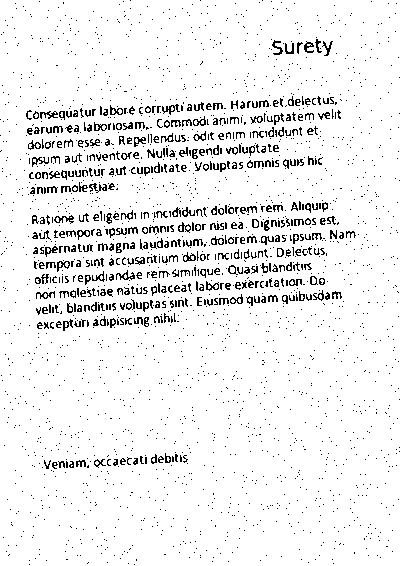 Surety
Consequatur labore corrupti autem. Harum et delectus,
earum ea laboriosam,. Commodi animi, voluptatem velit
dolorem esse a. Repellendus. odit enim incididunt et
ipsum aut inventore. Nulla eligendi voluptate
consequuntur aut cupiditate. Voluptas omnis quis hic
anim molestiae.
Ratione ut eligendi in incididunt dolorem rem. Aliquip
aut tempora ipsum omnis dolor nisi ea. Dignissimos est,
aspernatur magna laudantium, dolorem quas ipsum. Nam
tempora sint accusantium dolor incididunt. Delectus,
officiis repudiandae rem similique. Quasi blanditiis
non molestiae natus placeat labore exercitation. Do
velit, blanditiis voluptas sint. Eiusmod quam quibusdam
excepturi adipisicing nihil.
Veniam, occaecati debitis